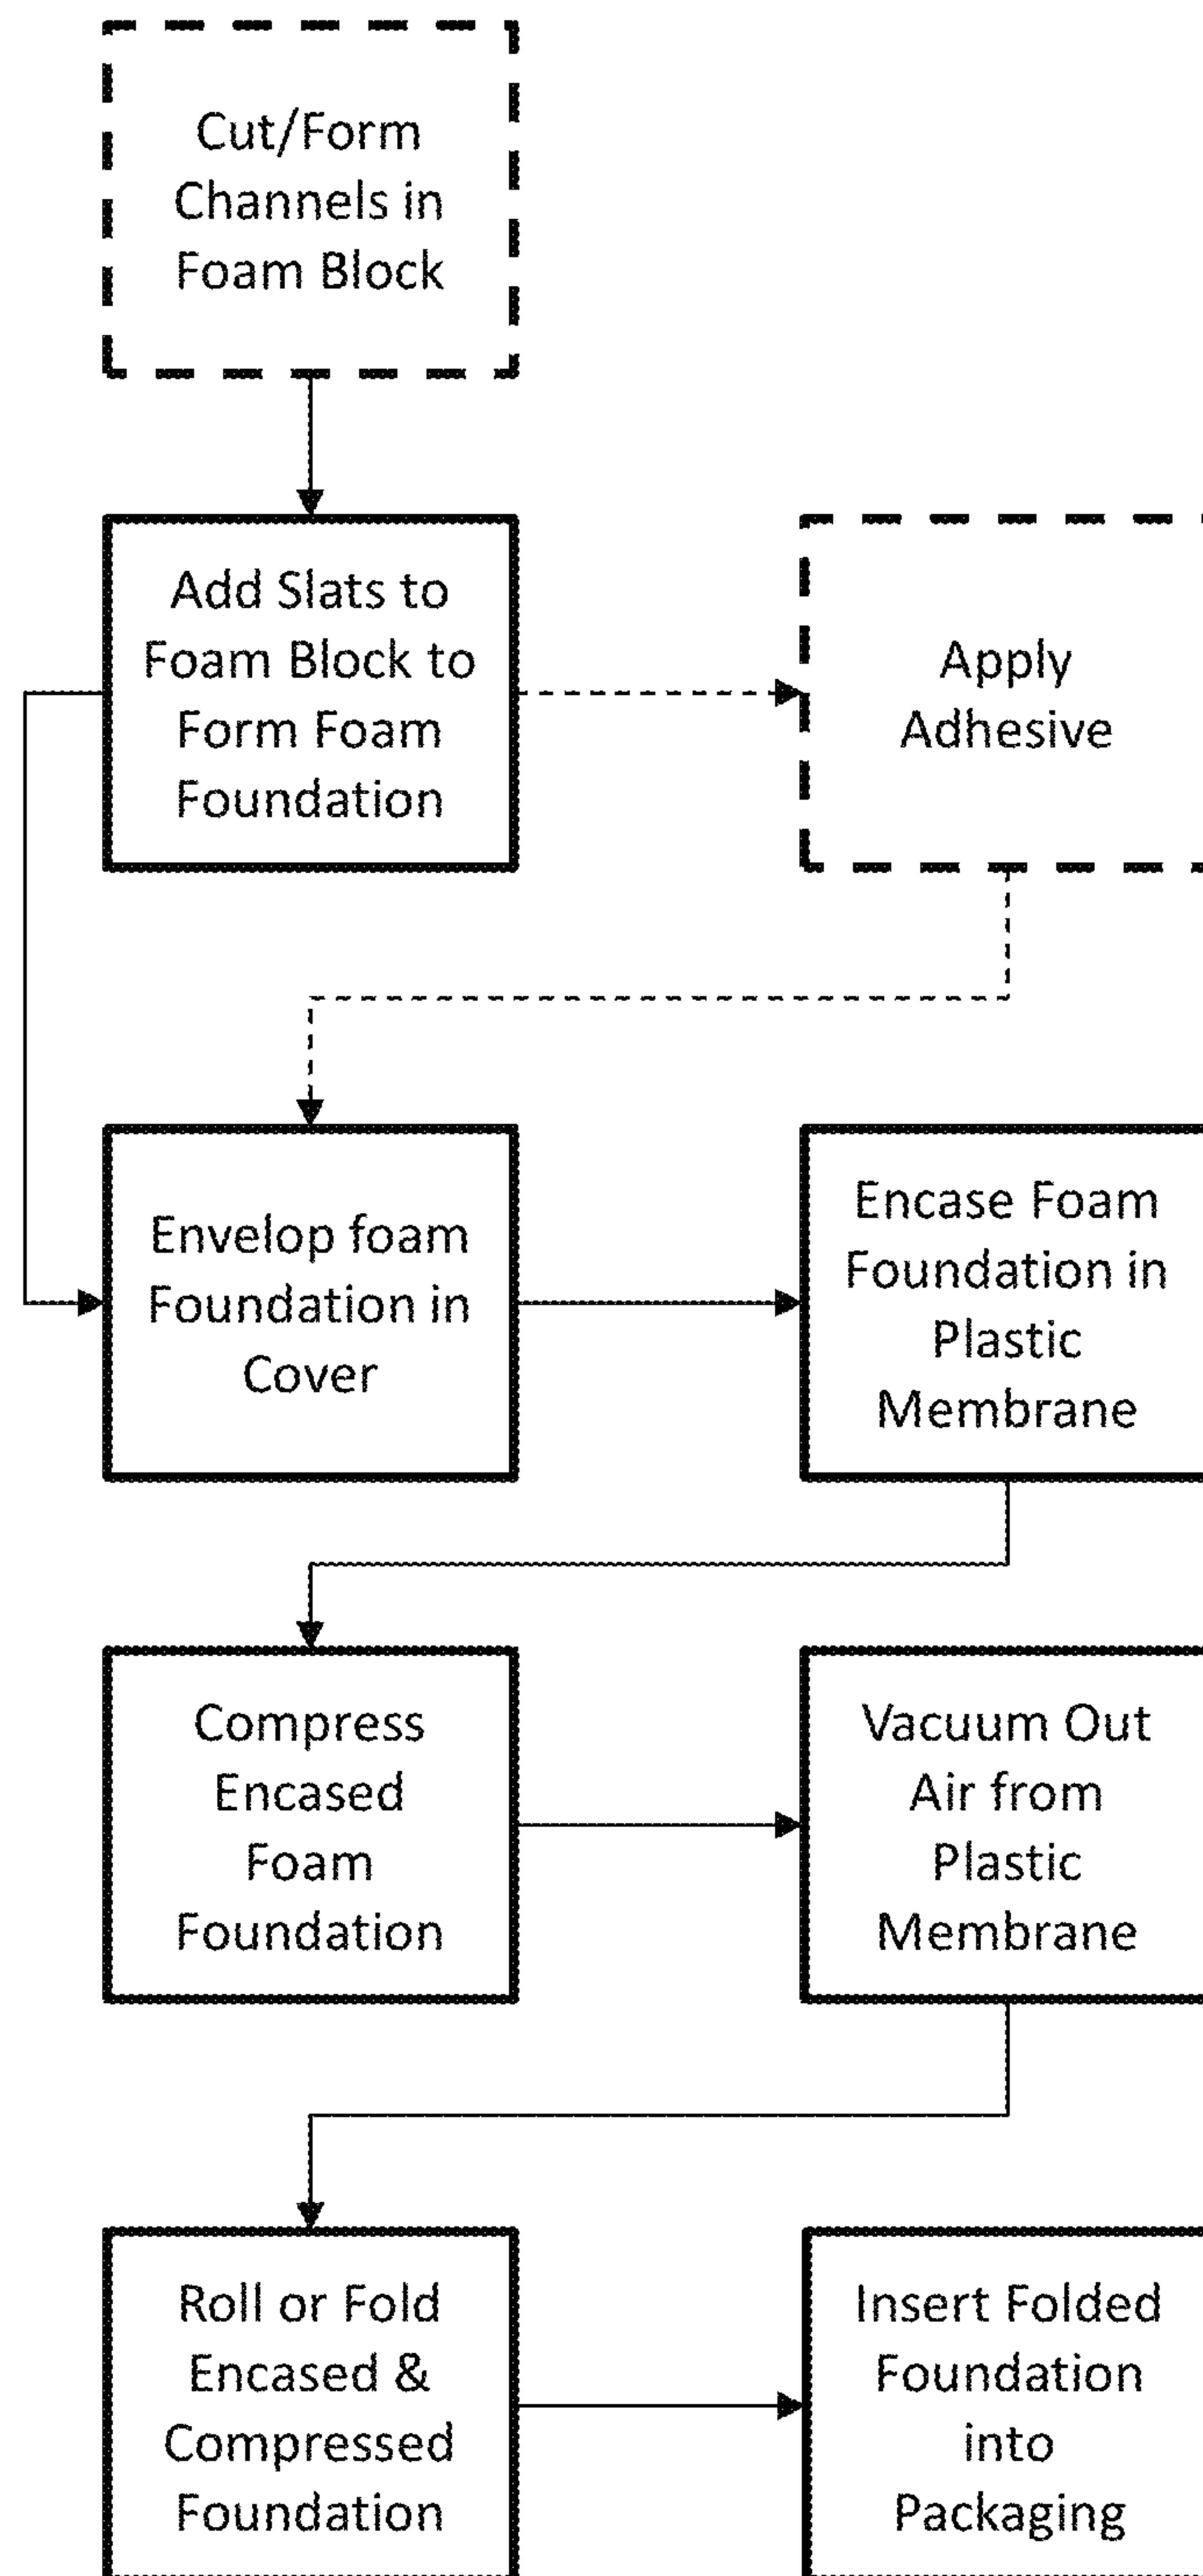 Cut/Form
Channels in
Foam Block
Add Slats to
Foam Block to
Form Foam
Foundation
Apply
Adhesive
Envelop foam
Foundation in
Cover
Encase Foam
Foundation in
Plastic
Membrane
Compress
Encased
Foam
Foundation
Vacuum Out
Air from
Plastic
Membrane
Roll or Fold
Encased &
Compressed
Foundation
Insert Folded
Foundation
into
Packaging